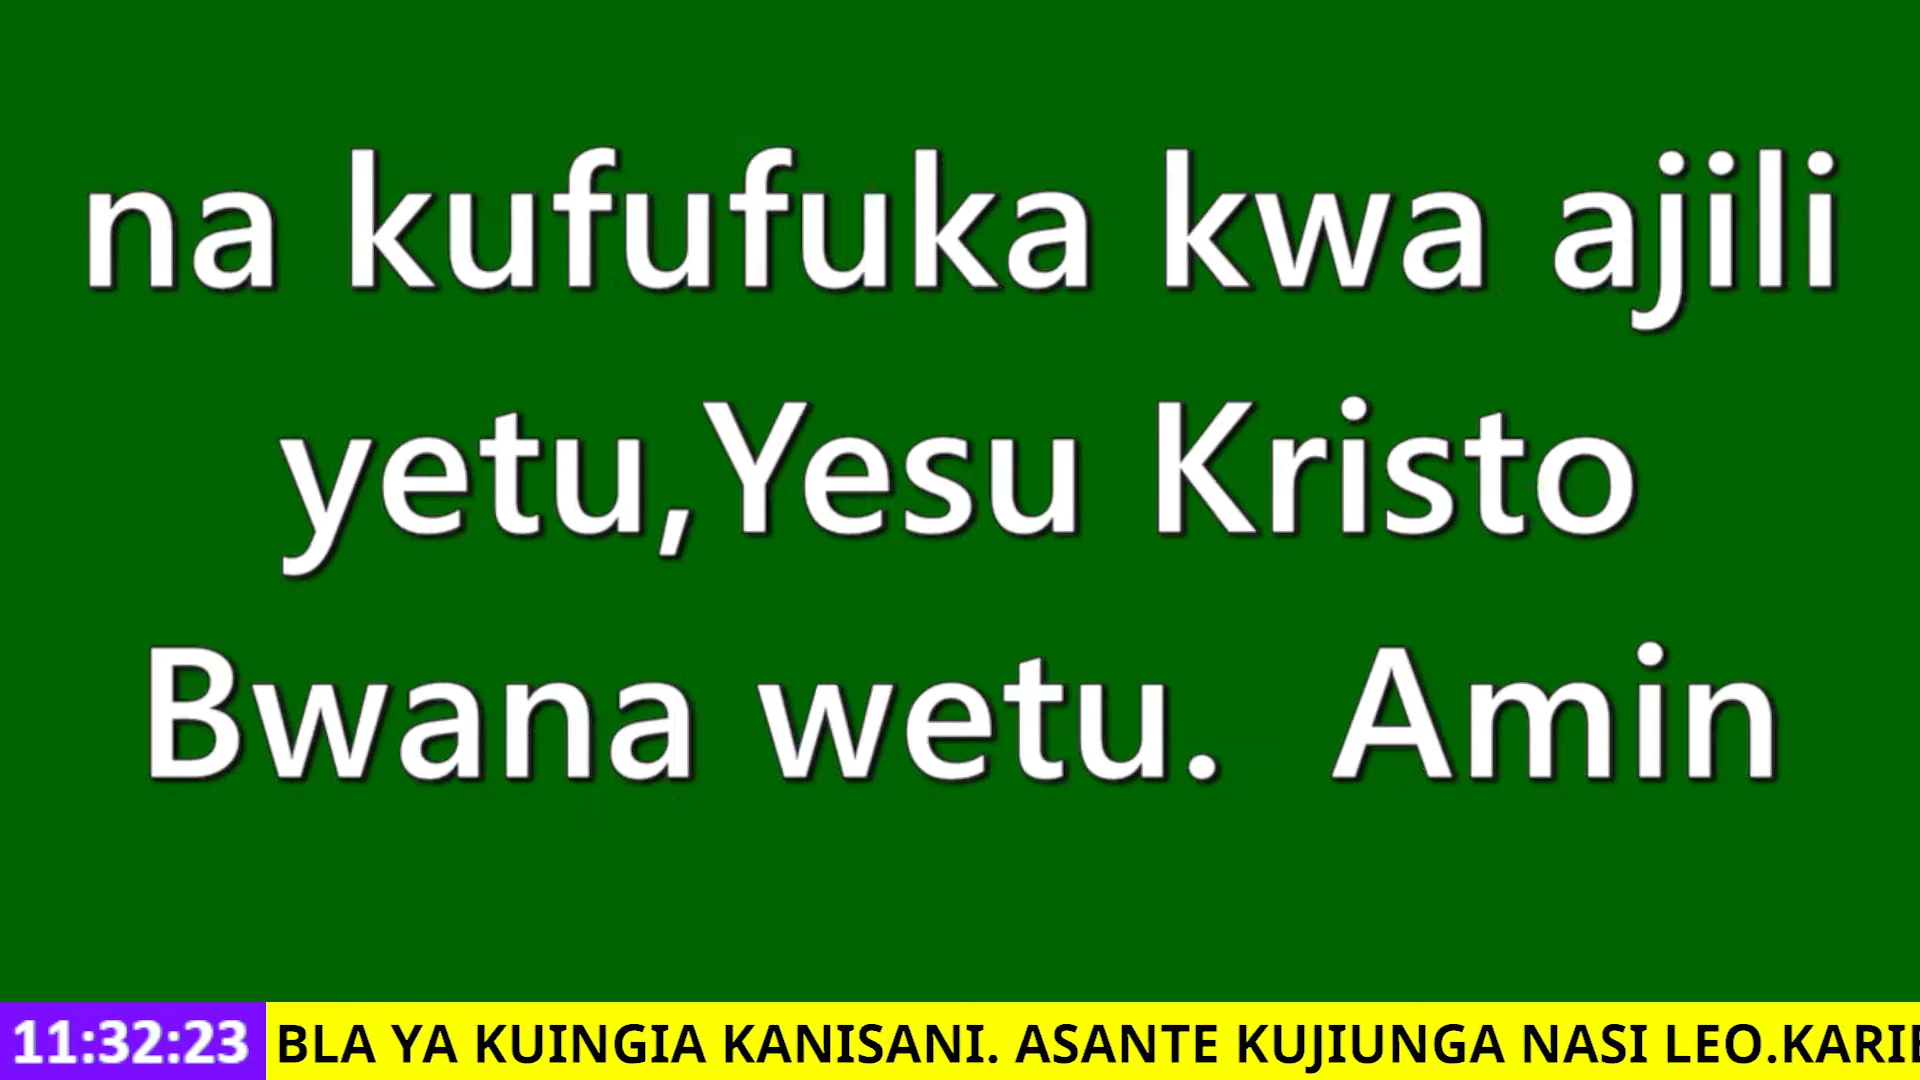 na kufufuka kwa ajili
yetu,Yesu Kristo
Bwana wetu.  Amin
11:32:23
BLA YA KUINGIA KANISANI. ASANTE KUJIUNGA NASI LEO.